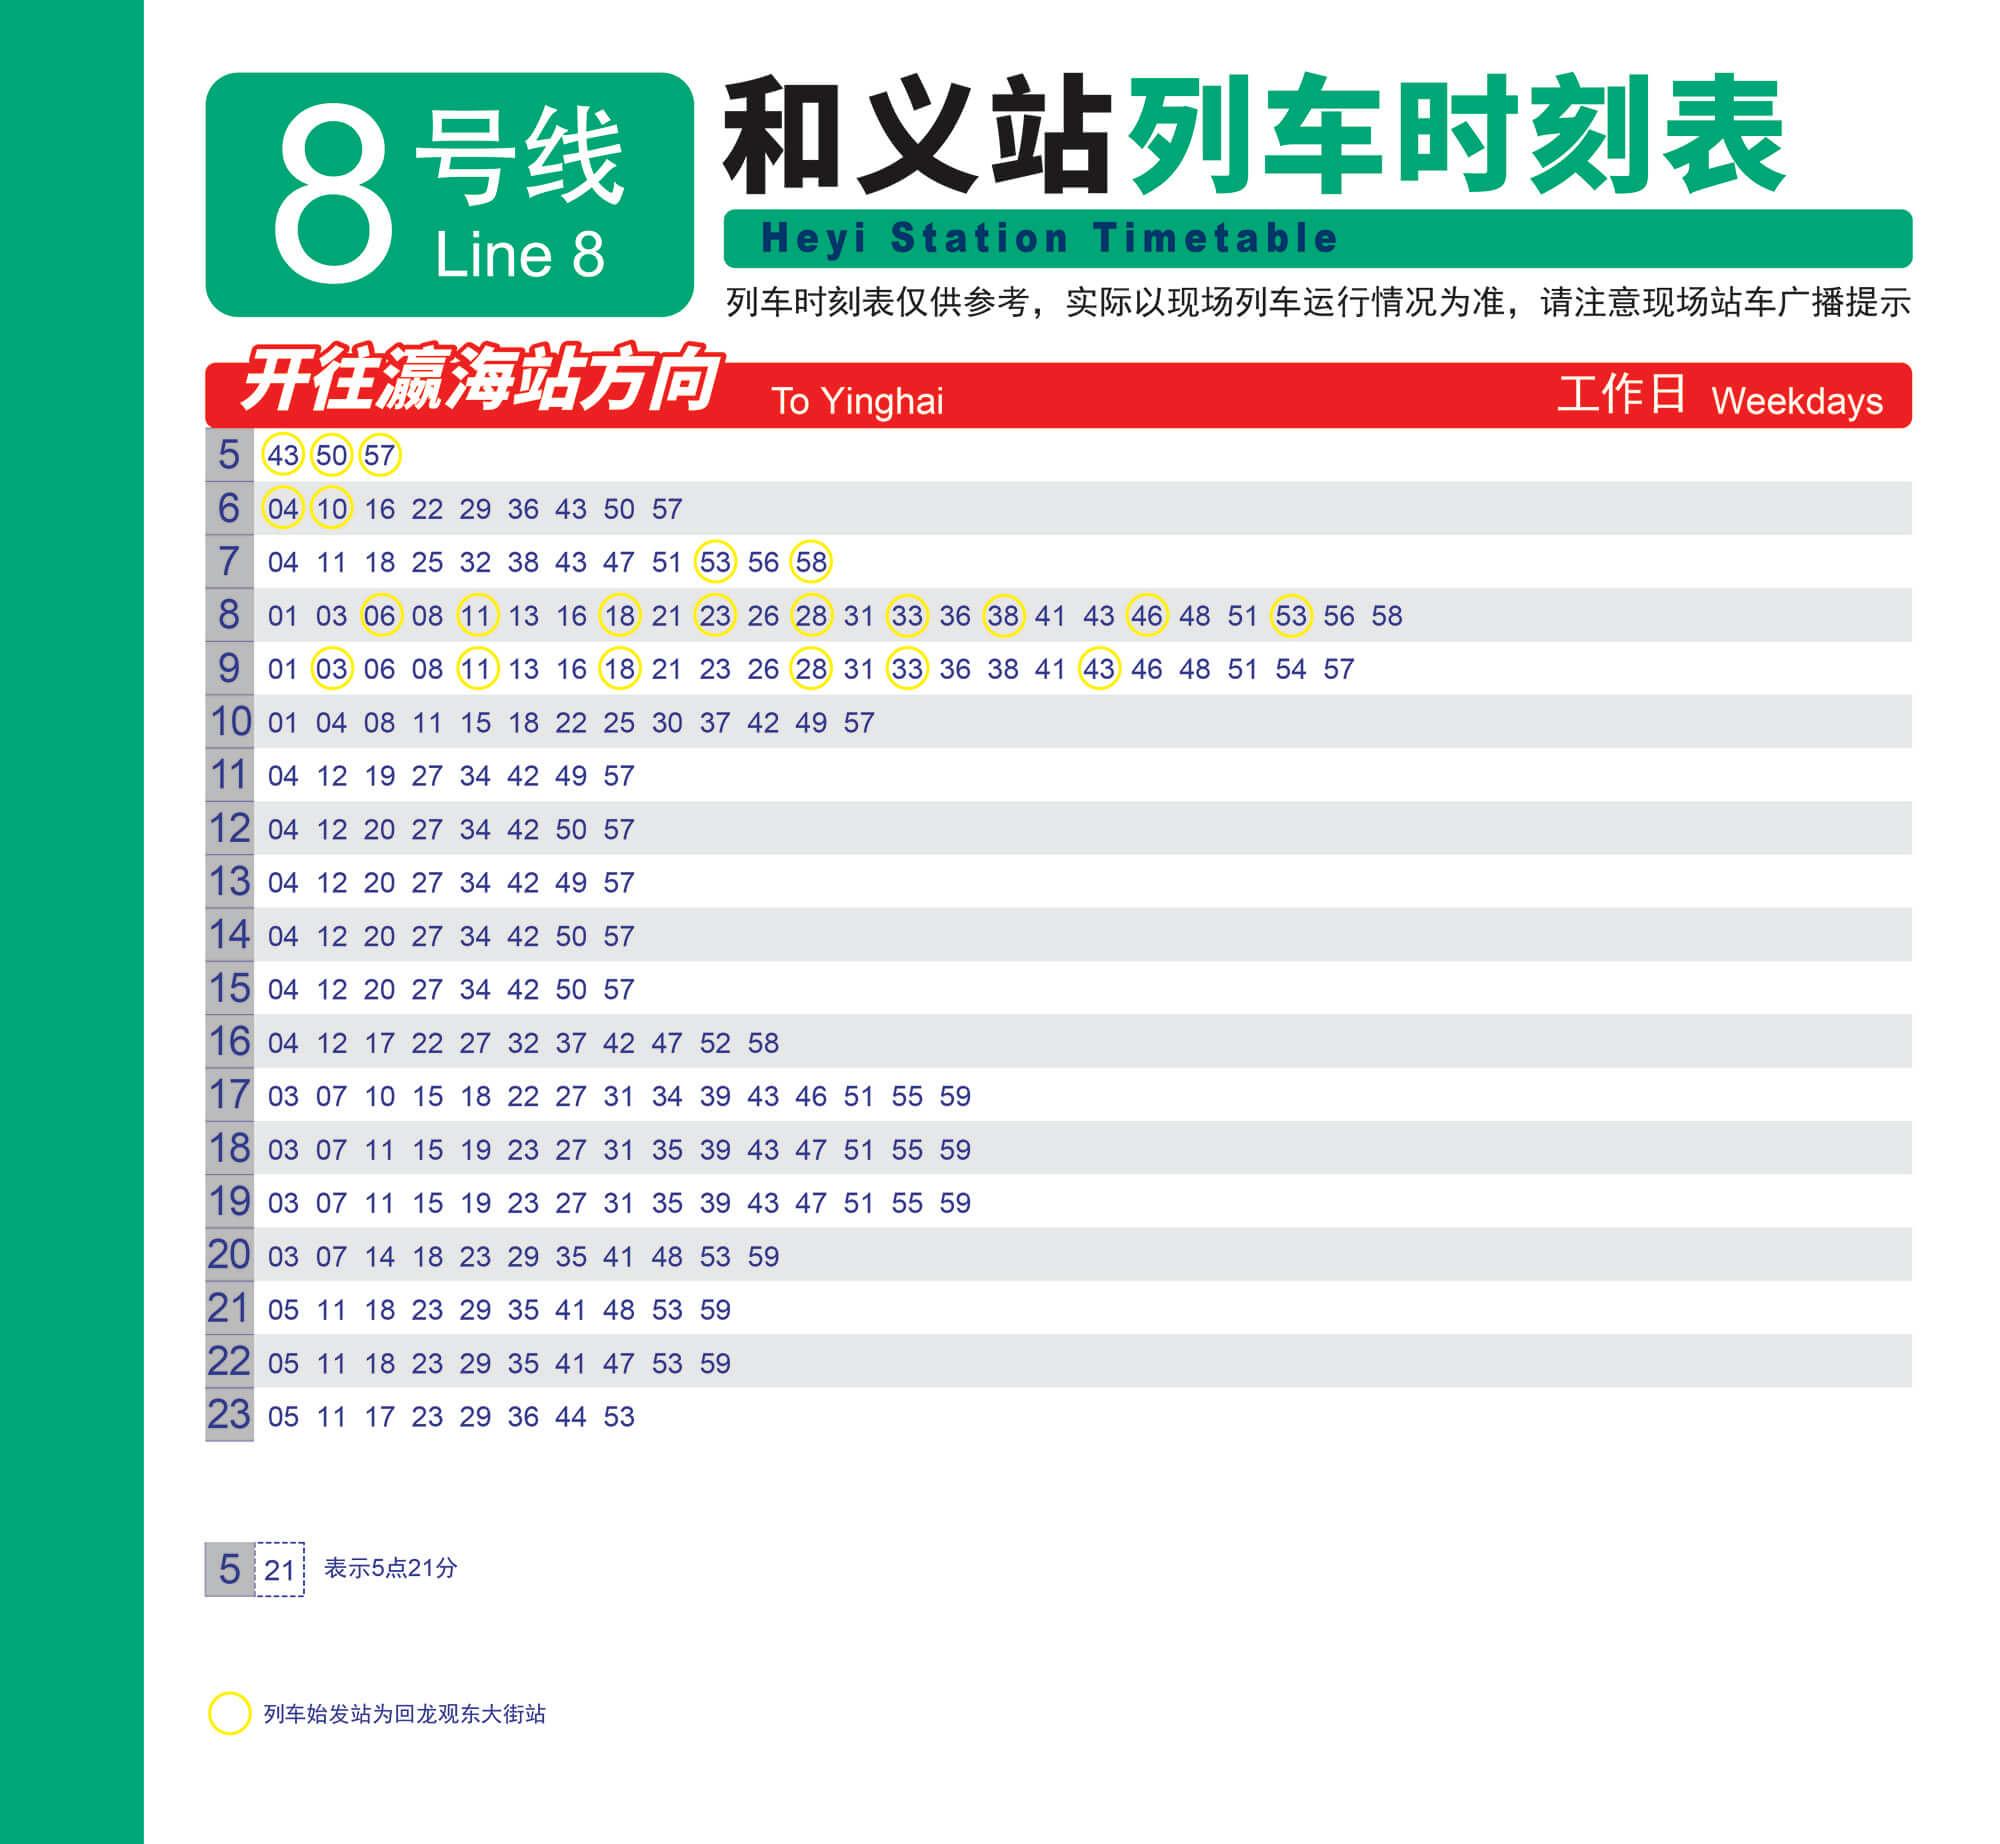 8号线
Line 8
和义站列车时刻表
Heyi Station Timetable
列车时刻表仅供参考，实际以现场列车运行情况为准，请注意现场站车广播提示
开往瀛海站方向 To Yinghai 工作日 Weekdays
5 43 50 57
6 04 10 16 22 29 36 43 50 57
7 04 11 18 25 32 38 43 47 51 53 56 58
8 01 03 06 08 11 13 16 18 21 23 26 28 31 33 36 38 41 43 46 48 51 53 56 58
9 01 03 06 08 11 13 16 18 21 23 26 28 31 33 36 38 41 43 46 48 51 54 57
10 01 04 08 11 15 18 22 25 30 37 42 49 57
11 04 12 19 27 34 42 49 57
12 04 12 20 27 34 42 50 57
13 04 12 20 27 34 42 49 57
14 04 12 20 27 34 42 50 57
15 04 12 20 27 34 42 50 57
16 04 12 17 22 27 32 37 42 47 52 58
17 03 07 10 15 18 22 27 31 34 39 43 46 51 55 59
18 03 07 11 15 19 23 27 31 35 39 43 47 51 55 59
19 03 07 11 15 19 23 27 31 35 39 43 47 51 55 59
20 03 07 14 18 23 29 35 41 48 53 59
21 05 11 18 23 29 35 41 48 53 59
22 05 11 18 23 29 35 41 47 53 59
23 05 11 17 23 29 36 44 53
5 21 表示5点21分
列车始发站为回龙观东大街站